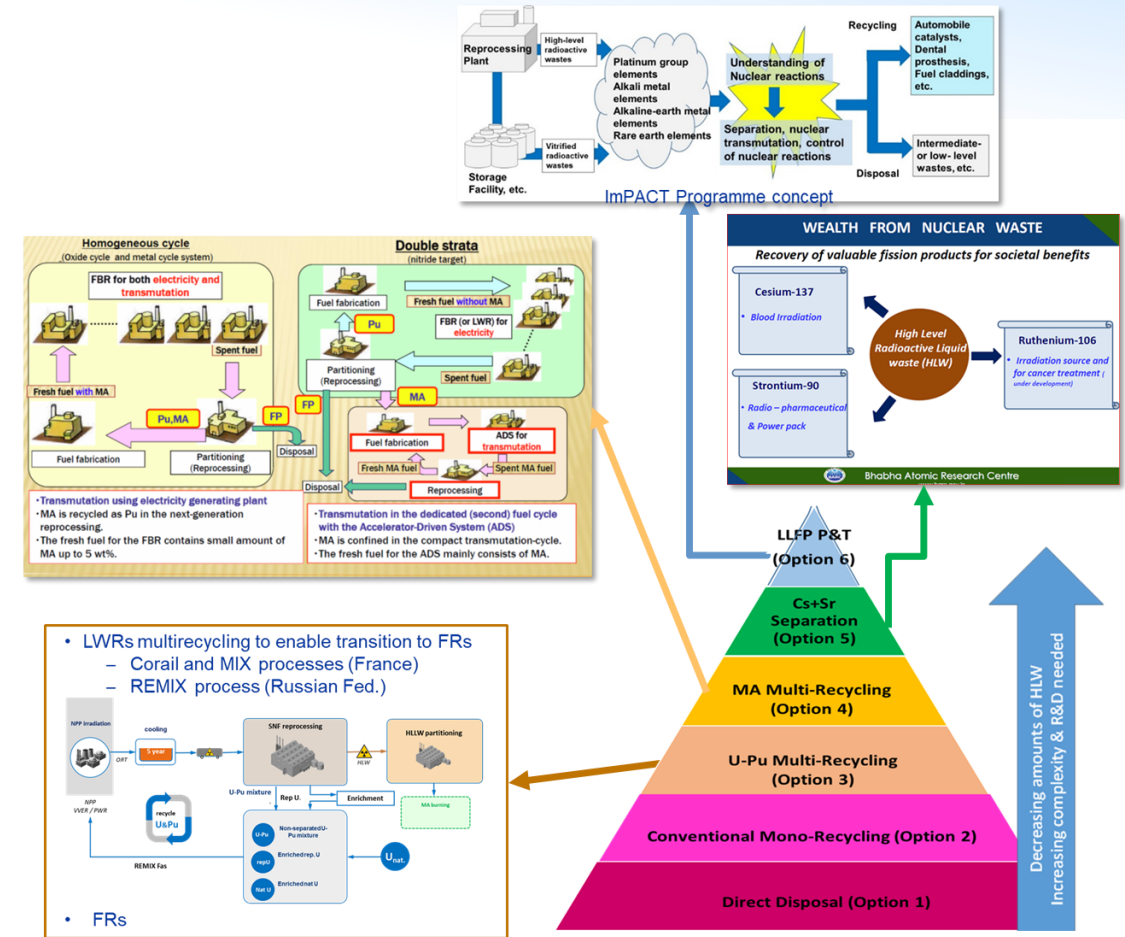 Reprocessing
Plant
High-level
radioactive
wastes
Storage
Facility, etc.
Vitrified
radioactive
wastes
Platinum group
elements
Alkali metal
elements
Alkaline-earth metal
elements
Rare earth elements
Understanding of
Nuclear reactions
Separation, nuclear
transmutation, control
of nuclear reactions
Recycling
Automobile
catalysts,
Dental
prosthesis,
Fuel claddings,
etc.
Disposal
Intermediate-
or low- level
wastes, etc.
ImPACT Programme concept
Homogeneous cycle
(Oxide cycle and metal cycle system)
FBR for both electricity and
transmutation
Spent fuel
Fresh fuel with MA
Pu,MA
FP
Fuel fabrication
Partitioning
(Reprocessing)
Disposal
・Transmutation using electricity generating plant
・MA is recycled as Pu in the next-generation
reprocessing.
・The fresh fuel for the FBR contains small amount of
MA up to 5 wt%.
Double strata
(nitride target)
Fuel fabrication
Fresh fuel without MA
Pu
FBR (or LWR) for
electricity
Partitioning
(Reprocessing)
Spent fuel
FP
MA
Fuel fabrication
ADS for
transmutation
Fresh MA fuel
Spent MA fuel
Reprocessing
Disposal
・Transmutation in the dedicated (second) fuel cycle
with the Accelerator-Driven System (ADS)
・MA is confined in the compact transmutation-cycle.
・The fresh fuel for the ADS mainly consists of MA.
WEALTH FROM NUCLEAR WASTE
Recovery of valuable fission products for societal benefits
Cesium-137
• Blood Irradiation
Strontium-90
• Radio – pharmaceutical
& Power pack
High Level
Radioactive Liquid
waste (HLW)
Ruthenium-106
• Irradiation source and
for cancer treatment (
under development)
Bhabha Atomic Research Centre
• LWRs multirecycling to enable transition to FRs
– Corail and MIX processes (France)
– REMIX process (Russian Fed.)
NPP irradiation
cooling
5 year
SNF reprocessing
HLLW partitioning
HLW
U-Pu mixture
Rep U.
Enrichment
MA burning
NPP
VVER / PWR
recycle
U&Pu
REMIX Fas
U-Pu
Non-separated U-
Pu mixture
repU
Enriched rep. U
Nat U
Enriched nat U
U nat.
• FRs
LLFP P&T
(Option 6)
Cs+Sr
Separation
(Option 5)
MA Multi-Recycling
(Option 4)
U-Pu Multi-Recycling
(Option 3)
Conventional Mono-Recycling (Option 2)
Direct Disposal (Option 1)
Decreasing amounts of HLW
Increasing complexity & R&D needed